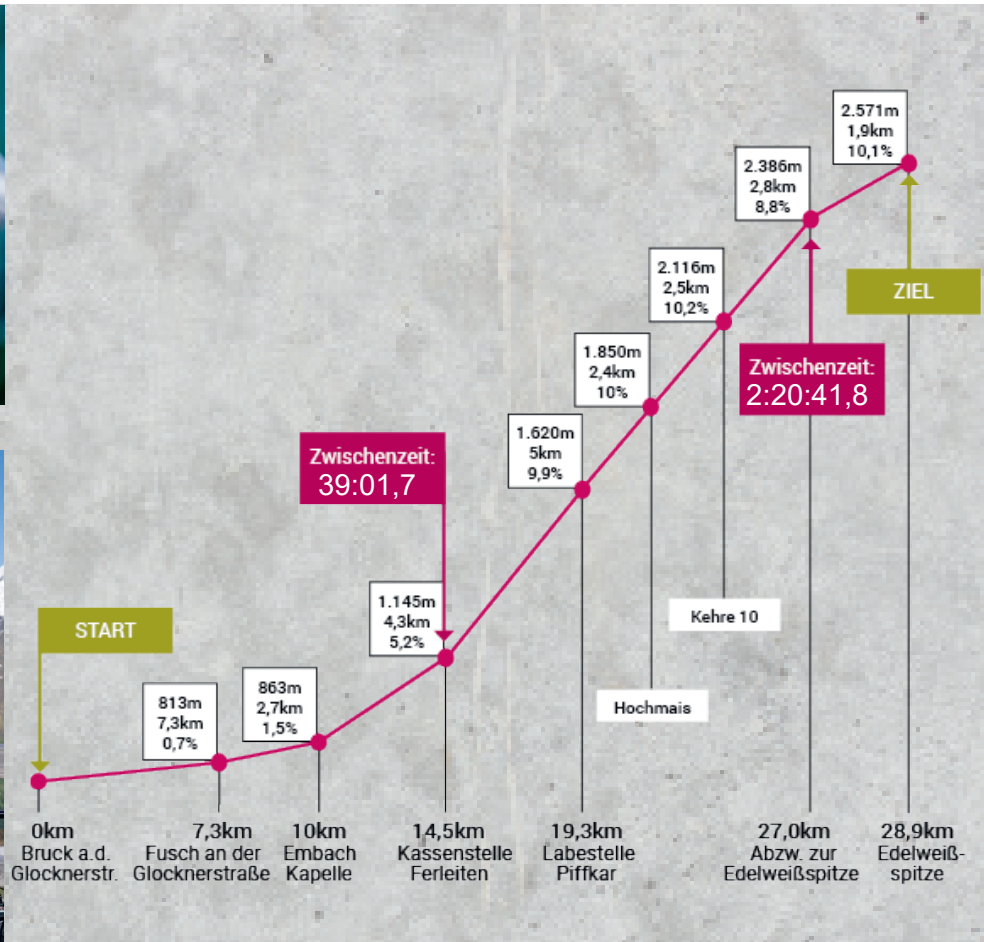 2.571m
1,9km
10,1%
2.386m
2,8km
8,8%
ZIEL
2.116m
2,5km
10,2%
1.850m
2,4km
10%
Zwischenzeit:
2:20:41,8
1.620m
5km
9,9%
Zwischenzeit:
39:01,7
1.145m
4,3km
5,2%
Kehre 10
START
863m
2,7km
1,5%
813m
7,3km
0,7%
Hochmais
0km
Bruck a.d.
Glocknerstr.
7,3km
Fusch an der
Glocknerstraße
10km
Embach
Kapelle
14,5km
Kassenstelle
Ferleiten
19,3km
Labestelle
Piffkar
27,0km
Abzw. zur
Edelweißspitze
28,9km
Edelweiß-
spitze